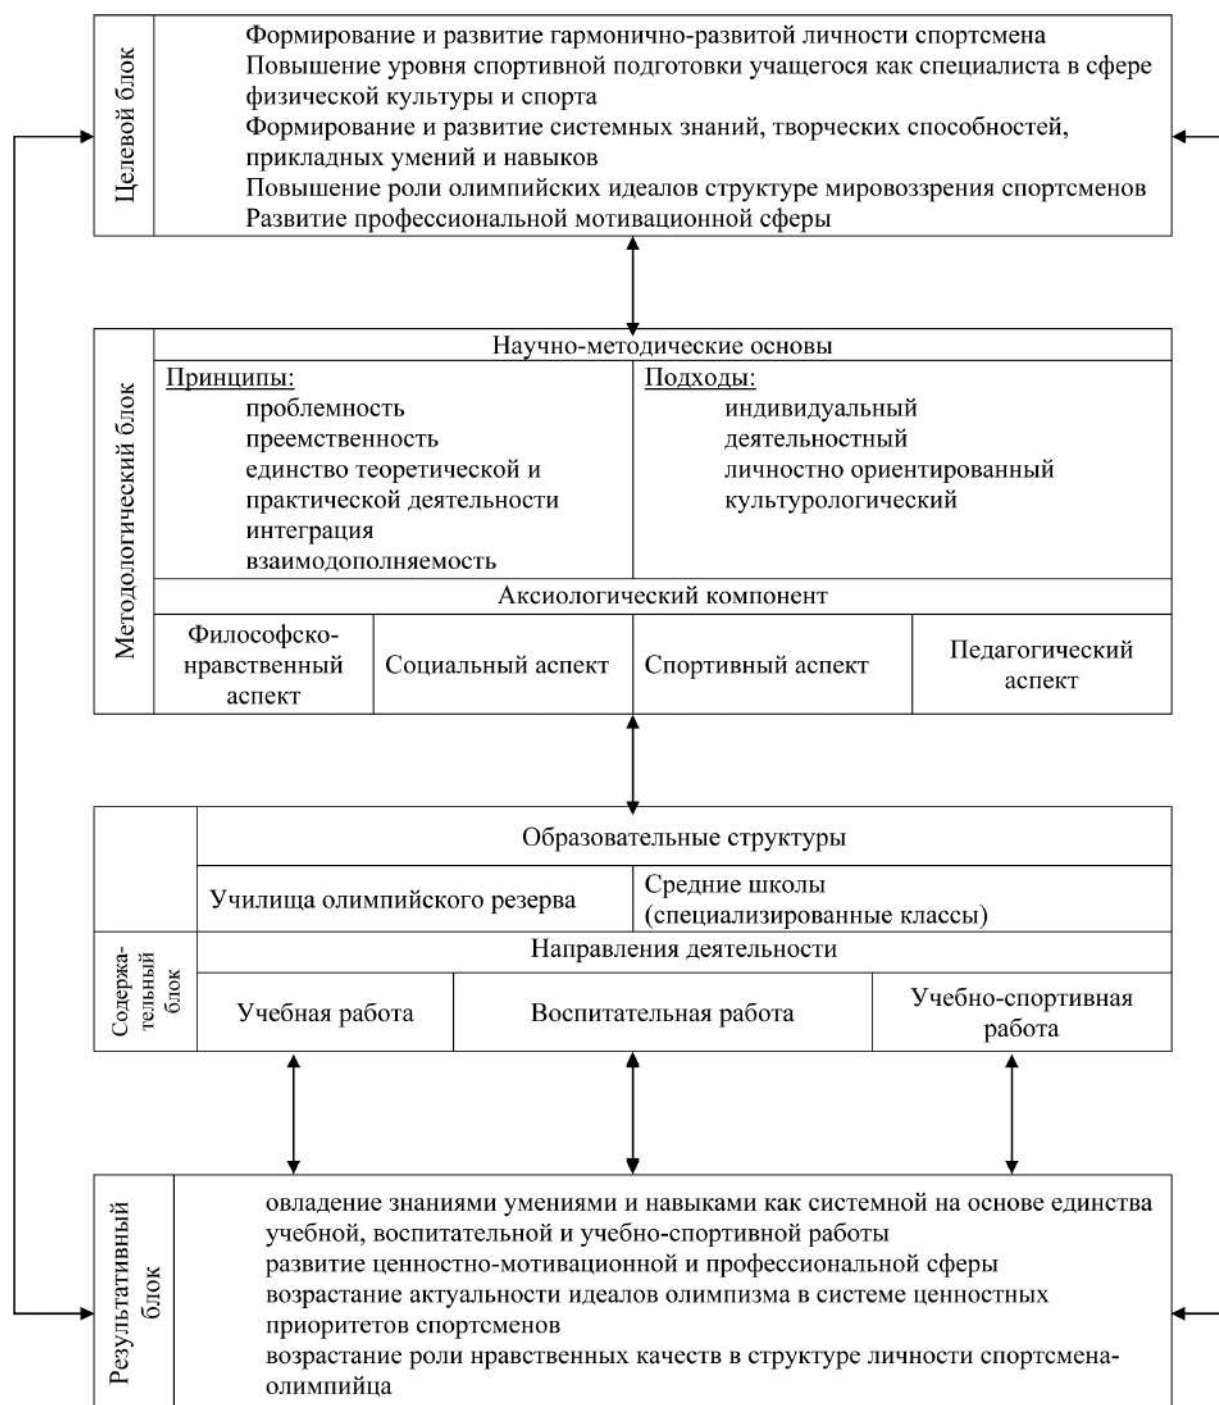 Целевой блок
Формирование и развитие гармонично-развитой личности спортсмена
Повышение уровня спортивной подготовки учащегося как специалиста в сфере
физической культуры и спорта
Формирование и развитие системных знаний, творческих способностей,
прикладных умений и навыков
Повышение роли олимпийских идеалов структуре мировоззрения спортсменов
Развитие профессиональной мотивационной сферы
Методологический блок
Научно-методические основы
Принципы:
проблемность
преемственность
единство теоретической и
практической деятельности
интеграция
взаимодополняемость
Подходы:
индивидуальный
деятельностный
личностно ориентированный
культурологический
Аксиологический компонент
Философско-
нравственный
аспект
Социальный аспект
Спортивный аспект
Педагогический
аспект
Образовательные структуры
Училища олимпийского резерва
Средние школы
(специализированные классы)
Содержа-
тельный
блок
Направления деятельности
Учебная работа
Воспитательная работа
Учебно-спортивная
работа
Результативный
блок
овладение знаниями умениями и навыками как системной на основе единства
учебной, воспитательной и учебно-спортивной работы
развитие ценностно-мотивационной и профессиональной сферы
возрастание актуальности идеалов олимпизма в системе ценностных
приоритетов спортсменов
возрастание роли нравственных качеств в структуре личности спортсмена-
олимпийца